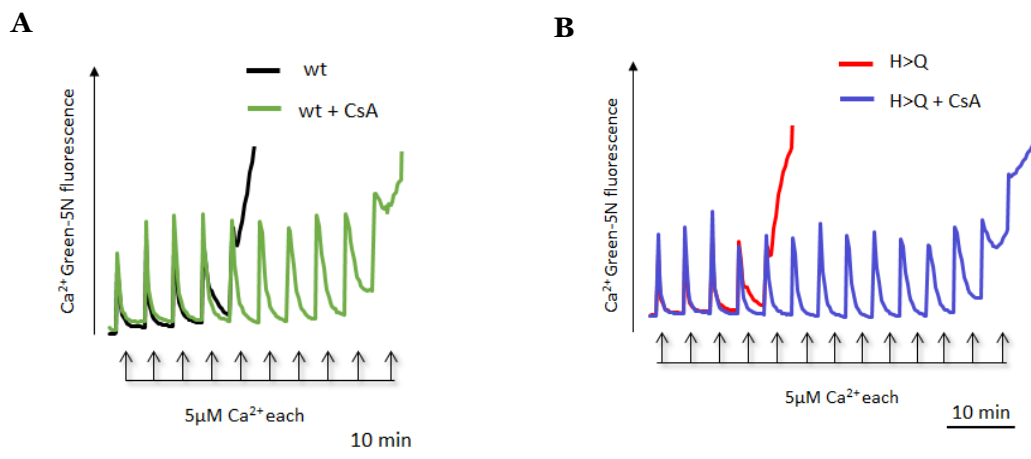 A
wt
wt + CsA
Ca²⁺ Green-5N fluorescence
5µM Ca²⁺ each
10 min
B
H>Q
H>Q + CsA
Ca²⁺ Green-5N fluorescence
5µM Ca²⁺ each
10 min